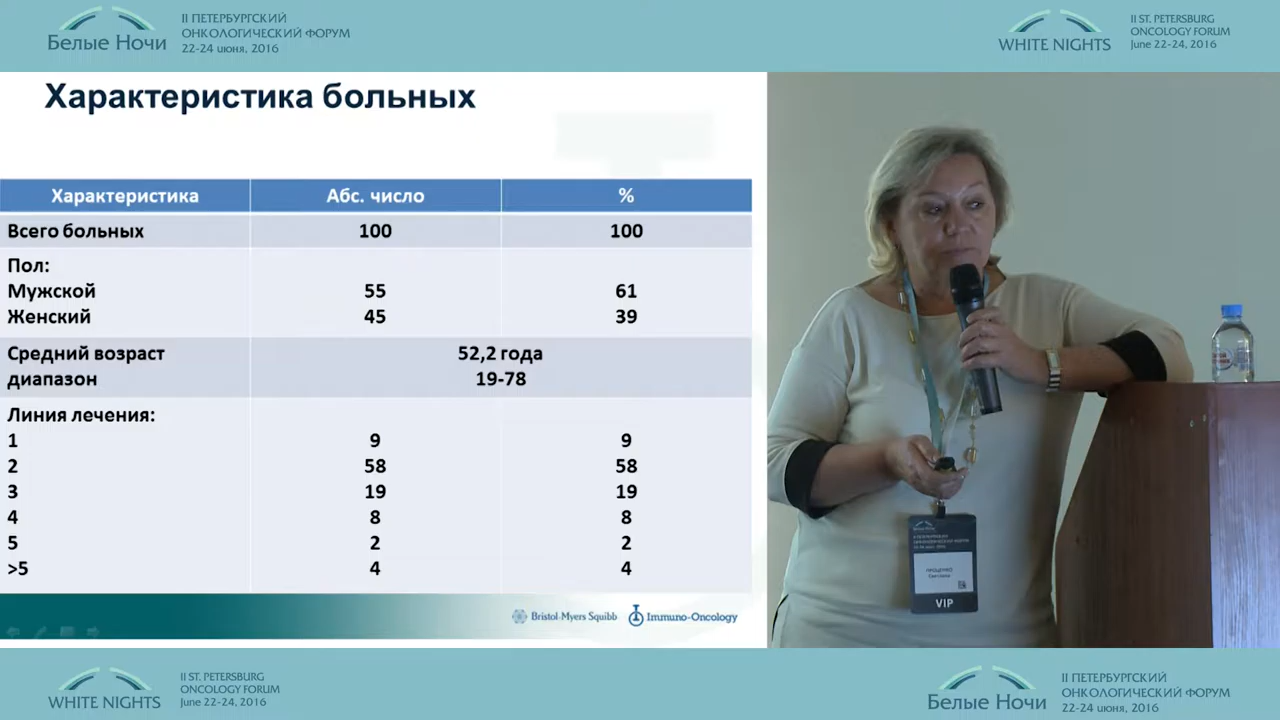 Белые Ночи
II ПЕТЕРБУРГСКИЙ
ОНКОЛОГИЧЕСКИЙ ФОРУМ
22-24 июня, 2016
WHITE NIGHTS
II ST. PETERSBURG
ONCOLOGY FORUM
June 22-24, 2016
Характеристика больных
Характеристика Абс. число %
Всего больных 100 100
Пол:
Мужской 55 61
Женский 45 39
Средний возраст 52,2 года
диапазон 19-78
Линия лечения:
1 9 9
2 58 58
3 19 19
4 8 8
5 2 2
>5 4 4
Bristol-Myers Squibb Immuno-Oncology
Белые Ночи
VIP
WHITE NIGHTS
II ST. PETERSBURG
ONCOLOGY FORUM
June 22-24, 2016
Белые Ночи
II ПЕТЕРБУРГСКИЙ
ОНКОЛОГИЧЕСКИЙ ФОРУМ
22-24 июня, 2016